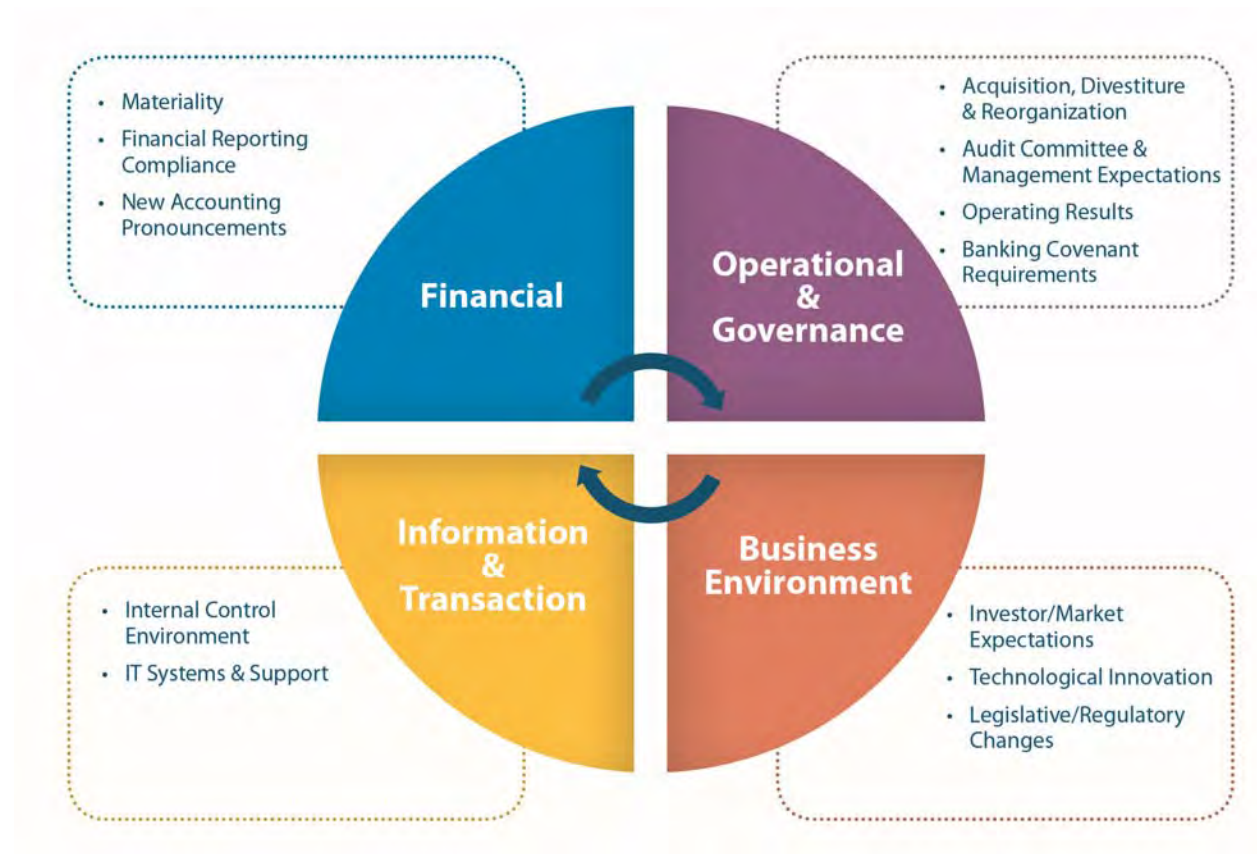 • Materiality
• Financial Reporting
Compliance
• New Accounting
Pronouncements
Financial
• Acquisition, Divestiture
& Reorganization
• Audit Committee &
Management Expectations
• Operating Results
• Banking Covenant
Requirements
Operational
&
Governance
Information
&
Transaction
• Internal Control
Environment
• IT Systems & Support
Business
Environment
• Investor/Market
Expectations
• Technological Innovation
• Legislative/Regulatory
Changes